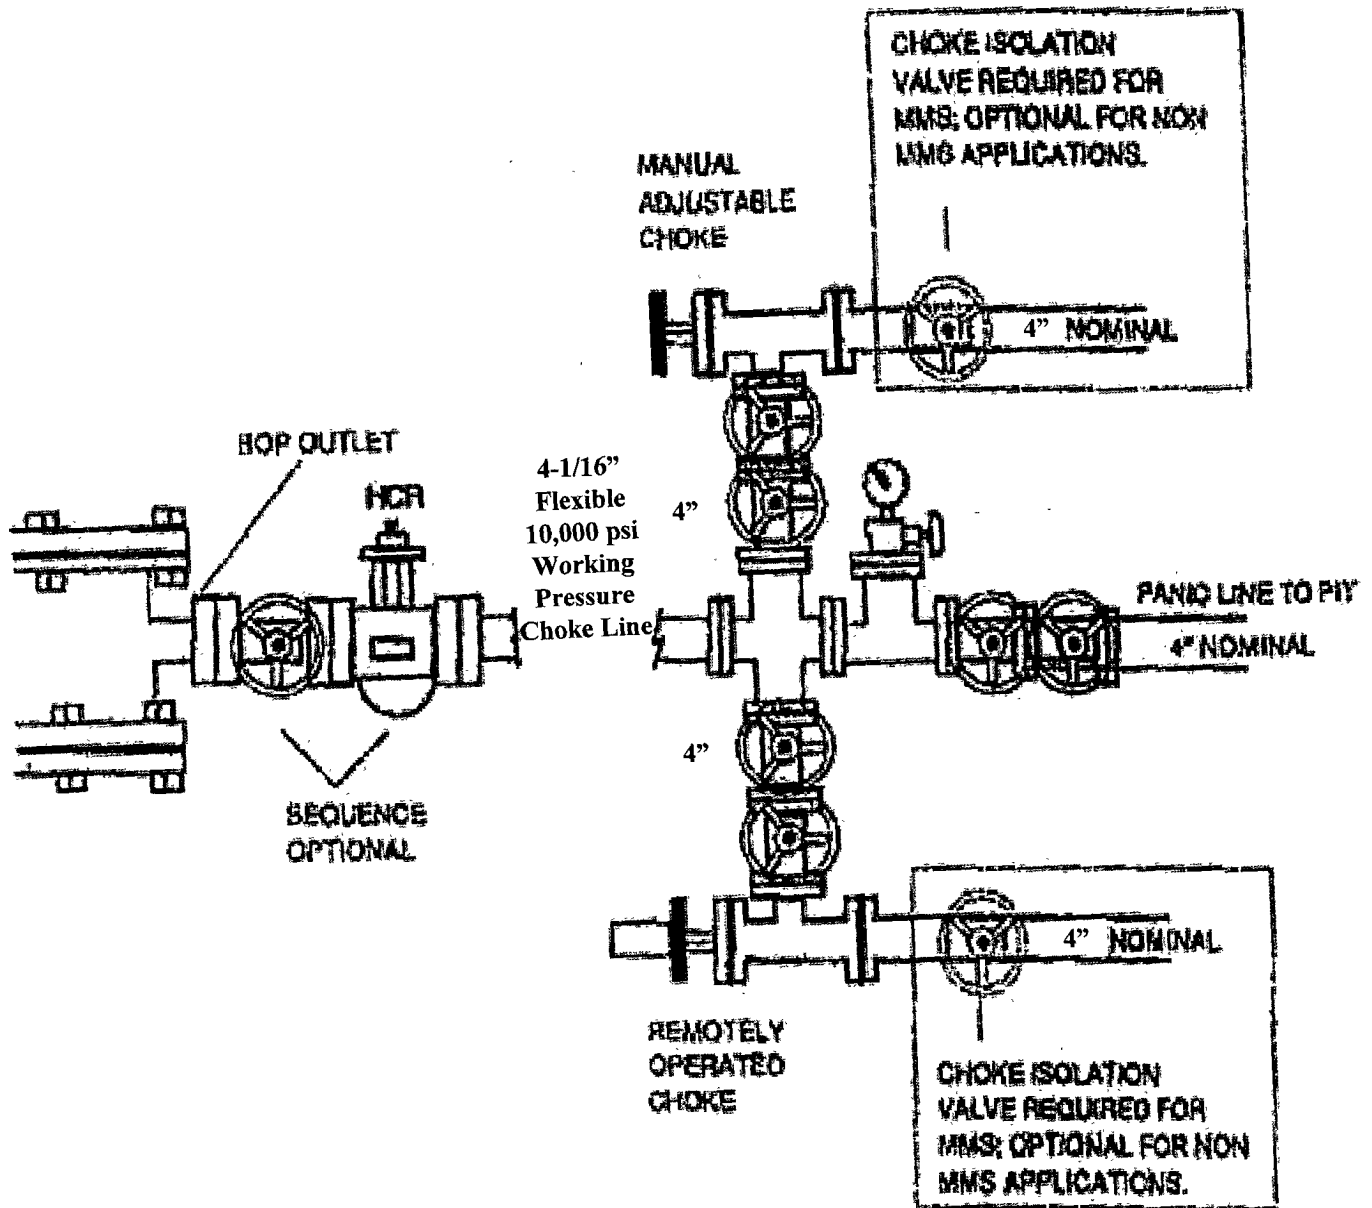 CHOKE ISOLATION
VALVE REQUIRED FOR
MMS; OPTIONAL FOR NON
MMS APPLICATIONS.
MANUAL
ADJUSTABLE
CHOKE
4” NOMINAL
BOP OUTLET
HCR
4-1/16”
Flexible
10,000 psi
Working
Pressure
Choke Line
4”
PANIC LINE TO PIT
4" NOMINAL
4”
SEQUENCE
OPTIONAL
4” NOMINAL
REMOTELY
OPERATED
CHOKE
CHOKE ISOLATION
VALVE REQUIRED FOR
MMS; OPTIONAL FOR NON
MMS APPLICATIONS.